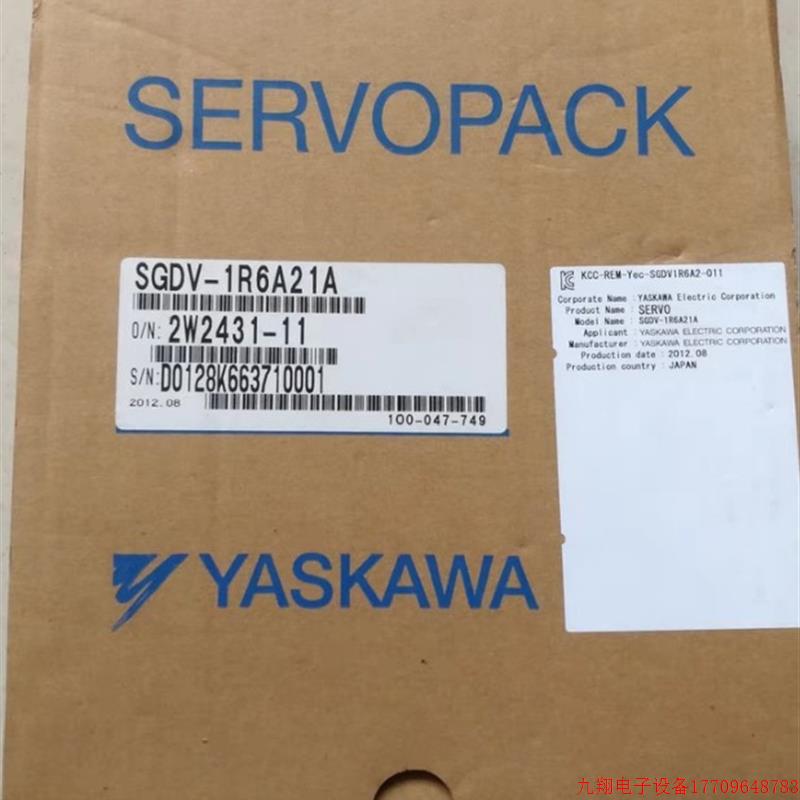 SERVOPACK
SGDV-1R6A21A
O/N: 2W2431-11
S/N: D0128K663710001
2012.08
100-047-749
KCC-REM-Yec-SGDV1R6A2-011
Corporate Name : YASKAWA Electric Corporation
Product Name : SERVO
Model Name : SGDV-1R6A21A
Applicant : YASKAWA ELECTRIC CORPORATION
Manufacturer : YASKAWA ELECTRIC CORPORATION
Production date : 2012.08
Production country : JAPAN
YASKAWA
九翔电子设备17709648788